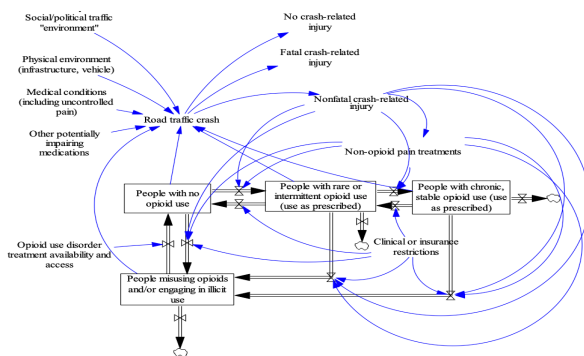 Social/political traffic
"environment"
No crash-related
injury
Fatal crash-related
injury
Physical environment
(infrastructure, vehicle)
Medical conditions
(including uncontrolled
pain)
Nonfatal crash-related
injury
Road traffic crash
Other potentially
impairing
medications
Non-opioid pain treatments
People with no
opioid use
People with rare or
intermittent opioid use
(use as prescribed)
People with chronic,
stable opioid use (use
as prescribed)
Opioid use disorder
treatment availability and
access
Clinical or insurance
restrictions
People misusing opioids
and/or engaging in illicit
use